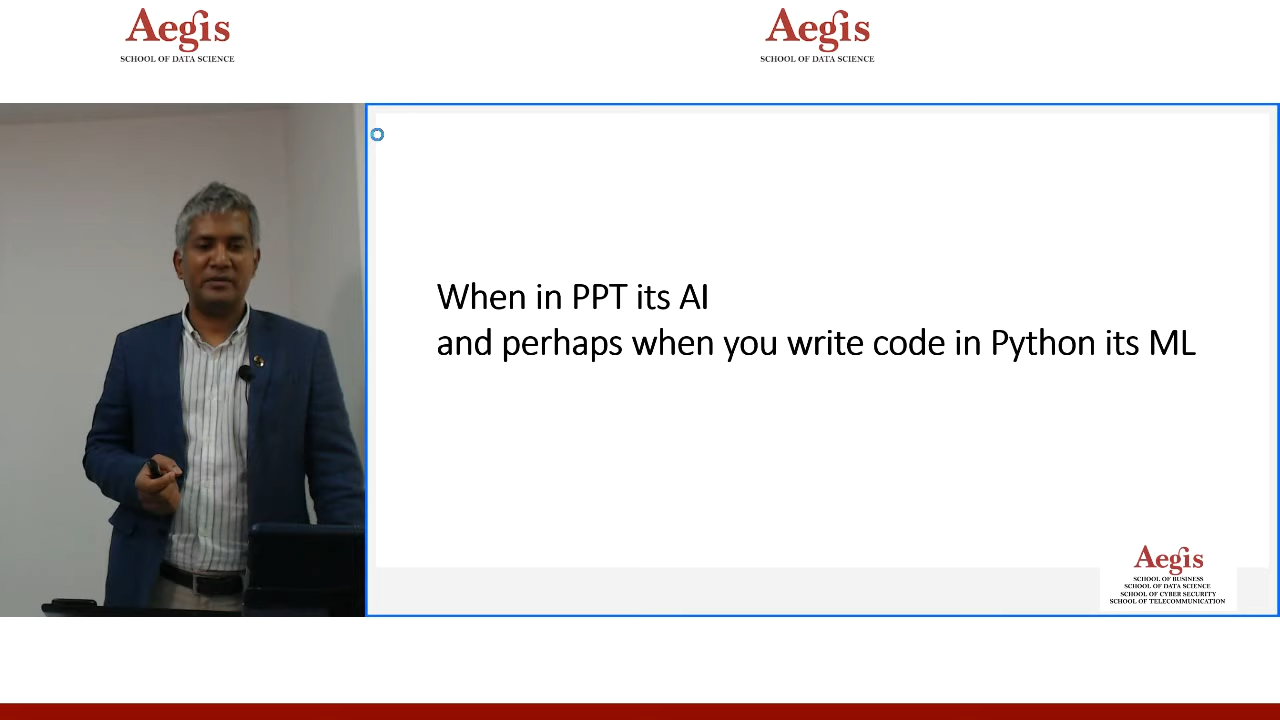 Aegis
SCHOOL OF DATA SCIENCE
Aegis
SCHOOL OF DATA SCIENCE
When in PPT its AI
and perhaps when you write code in Python its ML
Aegis
SCHOOL OF BUSINESS
SCHOOL OF DATA SCIENCE
SCHOOL OF CYBER SECURITY
SCHOOL OF TELECOMMUNICATION